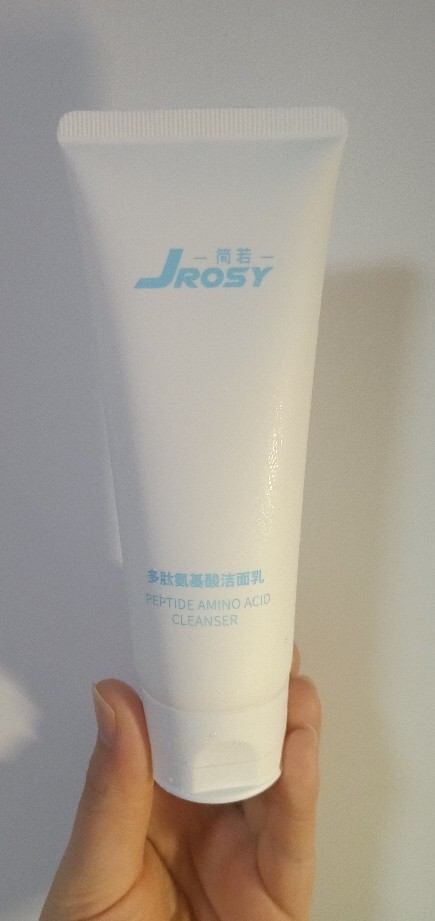 — 简若 —
JROSY
多肽氨基酸洁面乳
PEPTIDE AMINO ACID
CLEANSER